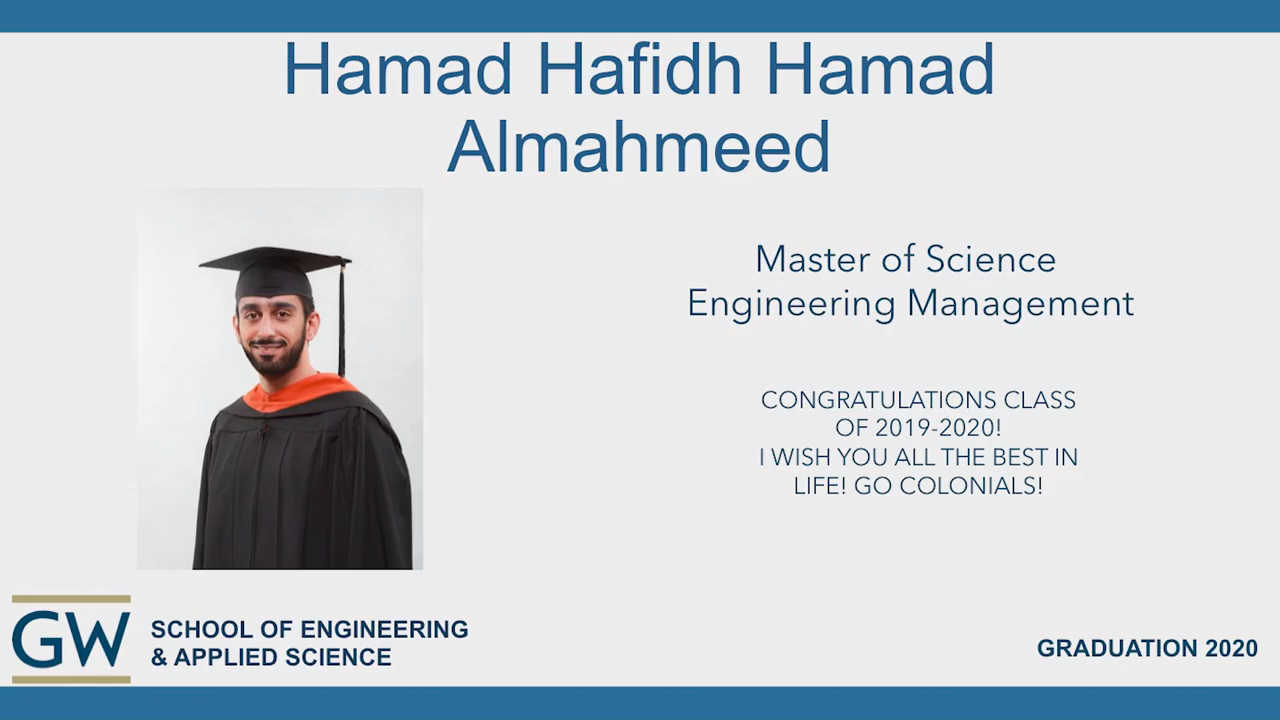 Hamad Hafidh Hamad
Almahmeed
Master of Science
Engineering Management
CONGRATULATIONS CLASS
OF 2019-2020!
I WISH YOU ALL THE BEST IN
LIFE! GO COLONIALS!
GW
SCHOOL OF ENGINEERING
& APPLIED SCIENCE
GRADUATION 2020